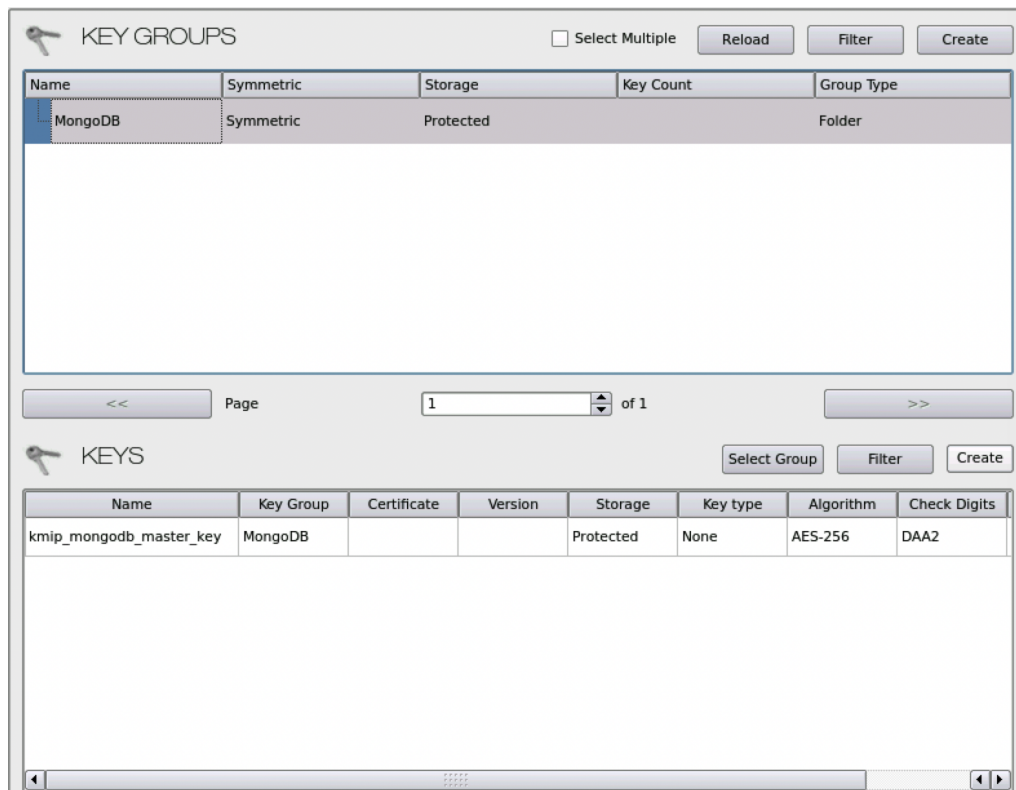 KEY GROUPS Select Multiple Reload Filter Create
Name Symmetric Storage Key Count Group Type
MongoDB Symmetric Protected Folder
<< Page 1 of 1 >>
KEYS Select Group Filter Create
Name Key Group Certificate Version Storage Key type Algorithm Check Digits
kmip_mongodb_master_key MongoDB Protected None AES-256 DAA2